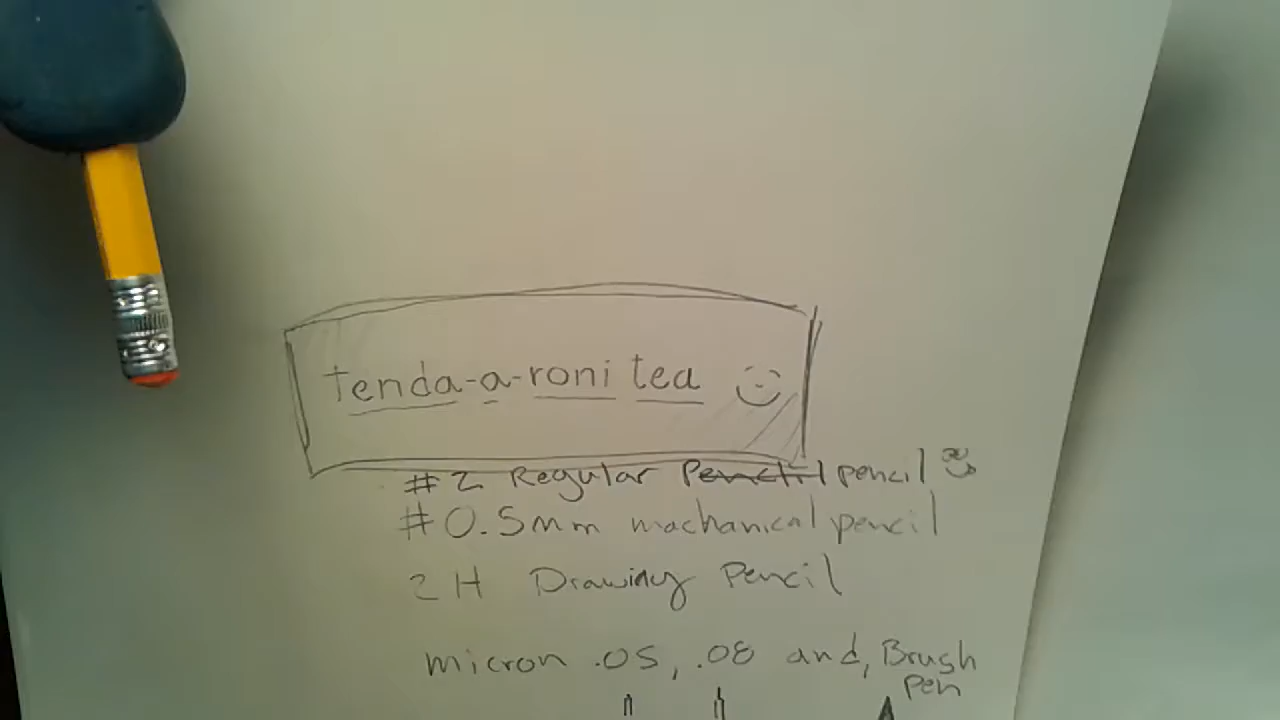 tenda-a-roni tea
#2 Regular Penctil pencil
#0.5mm machanical pencil
2H Drawing Pencil
micron .05, .08 and, Brush
pen